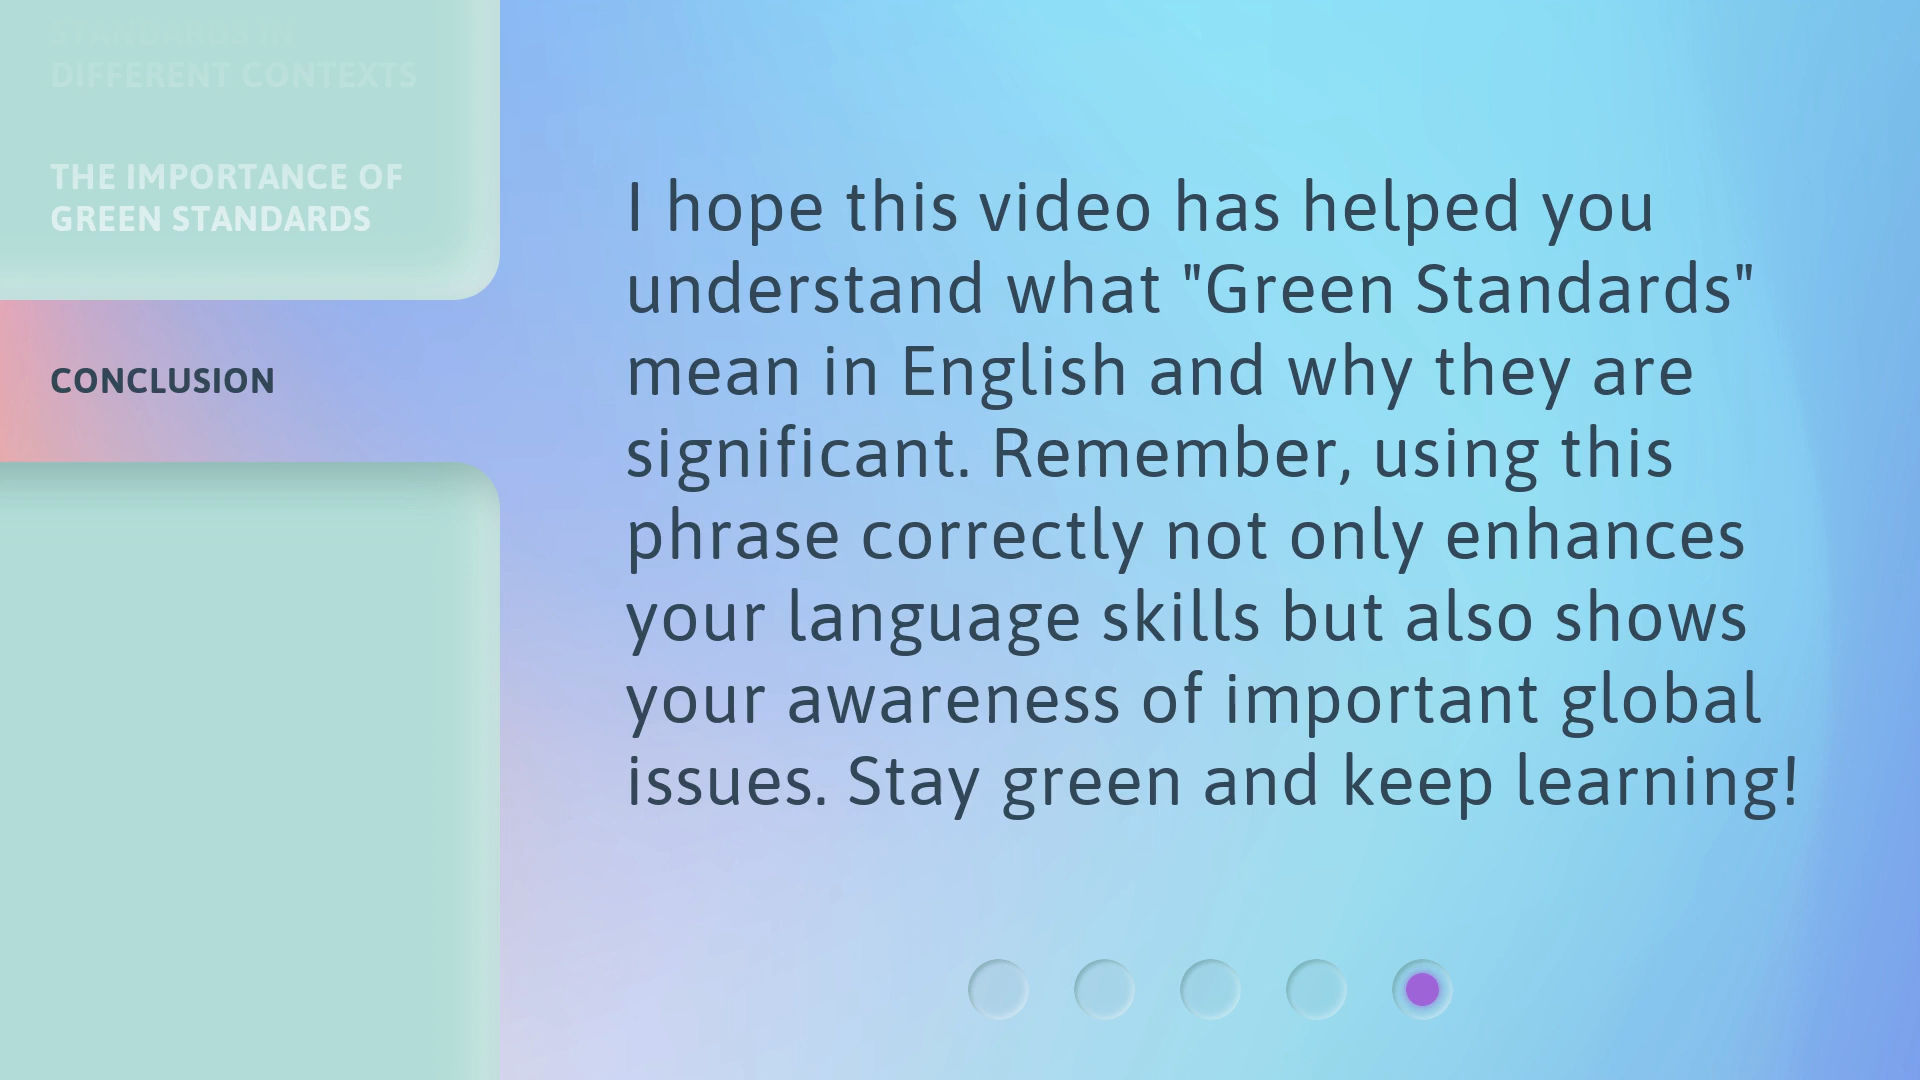 STANDARDS IN
DIFFERENT CONTEXTS
THE IMPORTANCE OF
GREEN STANDARDS
CONCLUSION
I hope this video has helped you
understand what "Green Standards"
mean in English and why they are
significant. Remember, using this
phrase correctly not only enhances
your language skills but also shows
your awareness of important global
issues. Stay green and keep learning!